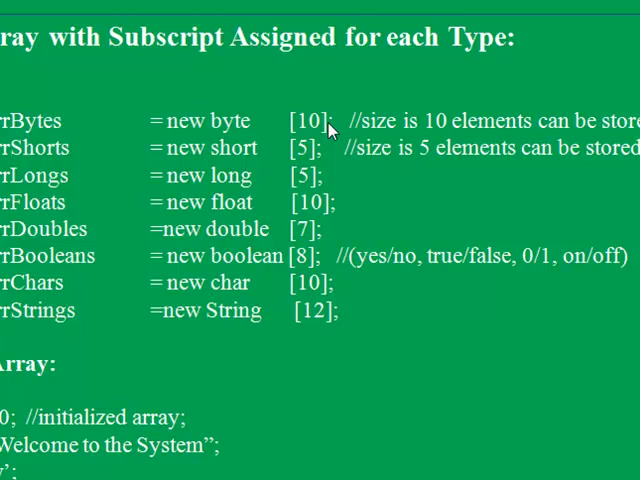 ray with Subscript Assigned for each Type:
rrBytes = new byte [10]; //size is 10 elements can be store
rrShorts = new short [5]; //size is 5 elements can be stored
rrLongs = new long [5];
rrFloats = new float [10];
rrDoubles =new double [7];
rrBooleans = new boolean [8]; //(yes/no, true/false, 0/1, on/off)
rrChars = new char [10];
rrStrings =new String [12];
Array:
0; //initialized array;
Welcome to the System”;
y’;